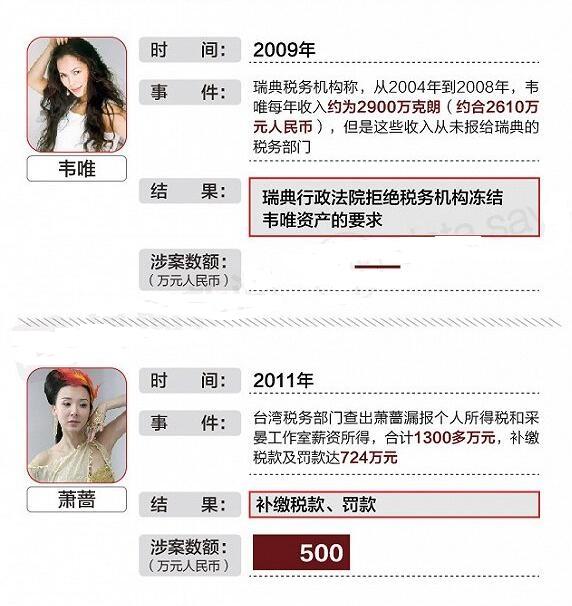 时 间： 2009年
事 件： 瑞典税务机构称，从2004年到2008年，韦
唯每年收入约为2900万克朗（约合2610万
元人民币），但是这些收入从未报给瑞典的
税务部门
韦唯
结 果： 瑞典行政法院拒绝税务机构冻结
韦唯资产的要求
涉案数额： —
（万元人民币）
时 间： 2011年
事 件： 台湾税务部门查出萧蔷漏报个人所得税和采
晏工作室薪资所得，合计1300多万元，补缴
税款及罚款达724万元
萧蔷
结 果： 补缴税款、罚款
涉案数额： 500
（万元人民币）